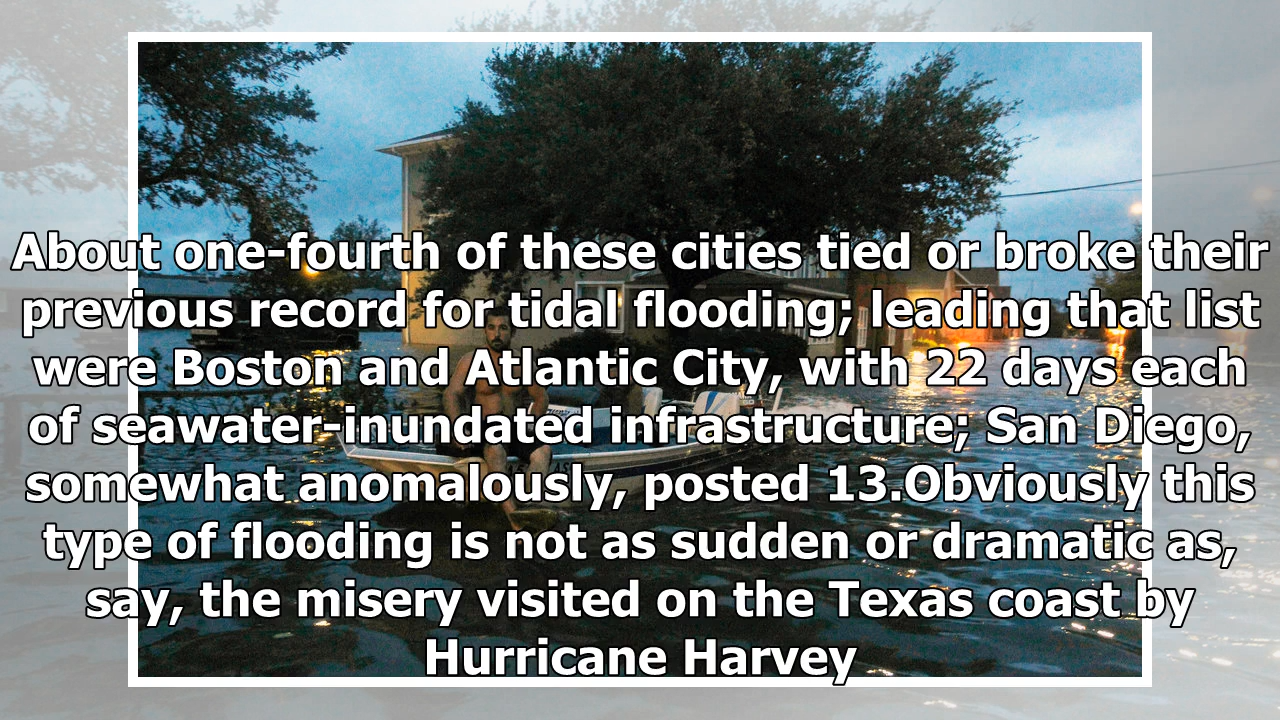 About one-fourth of these cities tied or broke their
previous record for tidal flooding; leading that list
were Boston and Atlantic City, with 22 days each
of seawater-inundated infrastructure; San Diego,
somewhat anomalously, posted 13.Obviously this
type of flooding is not as sudden or dramatic as,
say, the misery visited on the Texas coast by
Hurricane Harvey